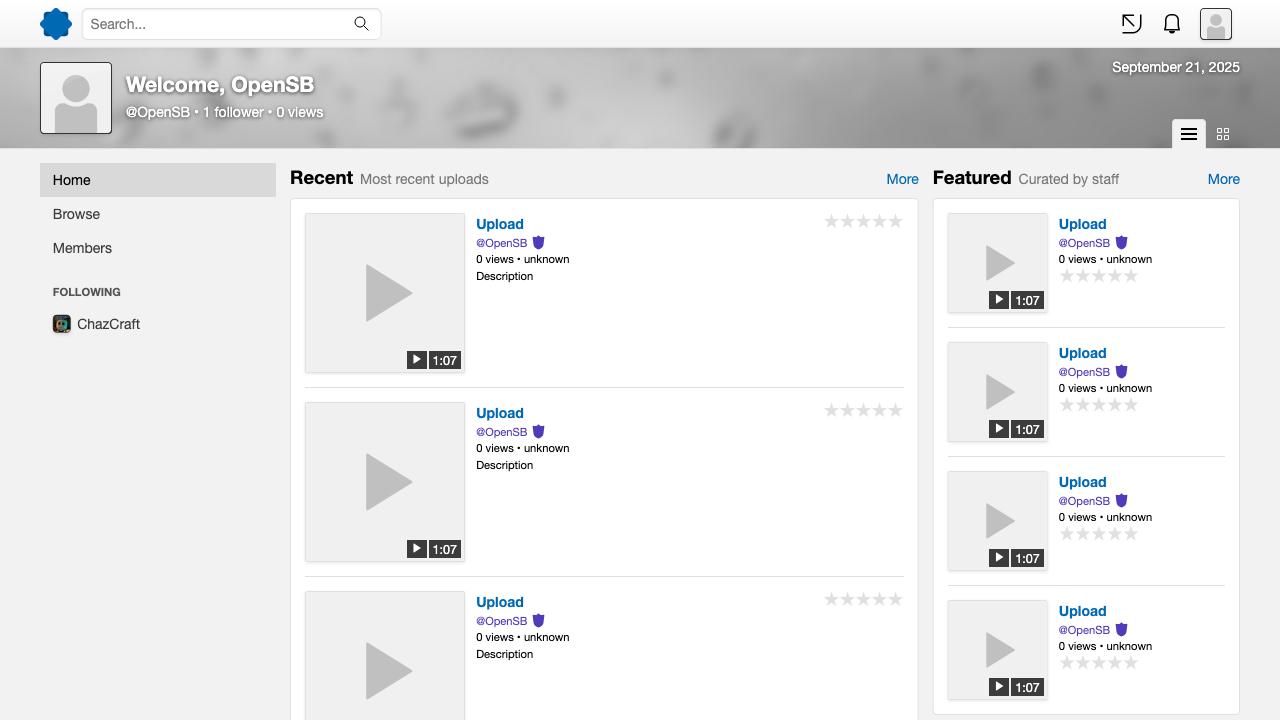 Search...
Welcome, OpenSB
@OpenSB • 1 follower • 0 views
September 21, 2025
Home
Browse
Members
FOLLOWING
ChazCraft
Recent Most recent uploads More
Upload
@OpenSB
0 views • unknown
Description
1:07
Upload
@OpenSB
0 views • unknown
Description
1:07
Upload
@OpenSB
0 views • unknown
Description
Featured Curated by staff More
Upload
@OpenSB
0 views • unknown
1:07
Upload
@OpenSB
0 views • unknown
1:07
Upload
@OpenSB
0 views • unknown
1:07
Upload
@OpenSB
0 views • unknown
1:07